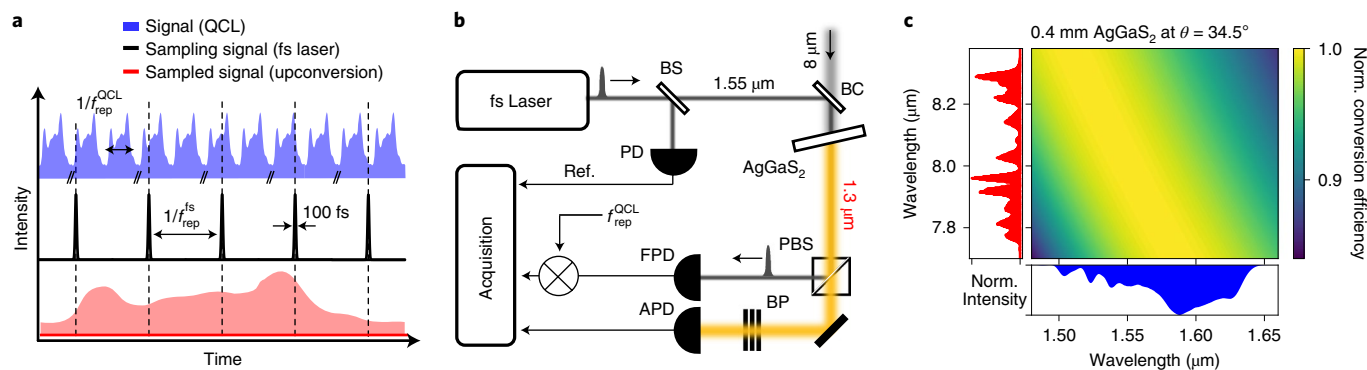 a
Signal (QCL)
Sampling signal (fs laser)
Sampled signal (upconversion)
1/f_rep^QCL
1/f_rep^fs
100 fs
Intensity
Time
b
fs Laser
BS
1.55 μm
8 μm
BC
PD
AgGaS₂
Ref.
1.3 μm
Acquisition
f_rep^QCL
PBS
FPD
BP
APD
c
0.4 mm AgGaS₂ at θ = 34.5°
Wavelength (μm)
8.2
8.0
7.8
1.0
0.9
Norm. conversion efficiency
Norm.
Intensity
1.50
1.55
1.60
1.65
Wavelength (μm)